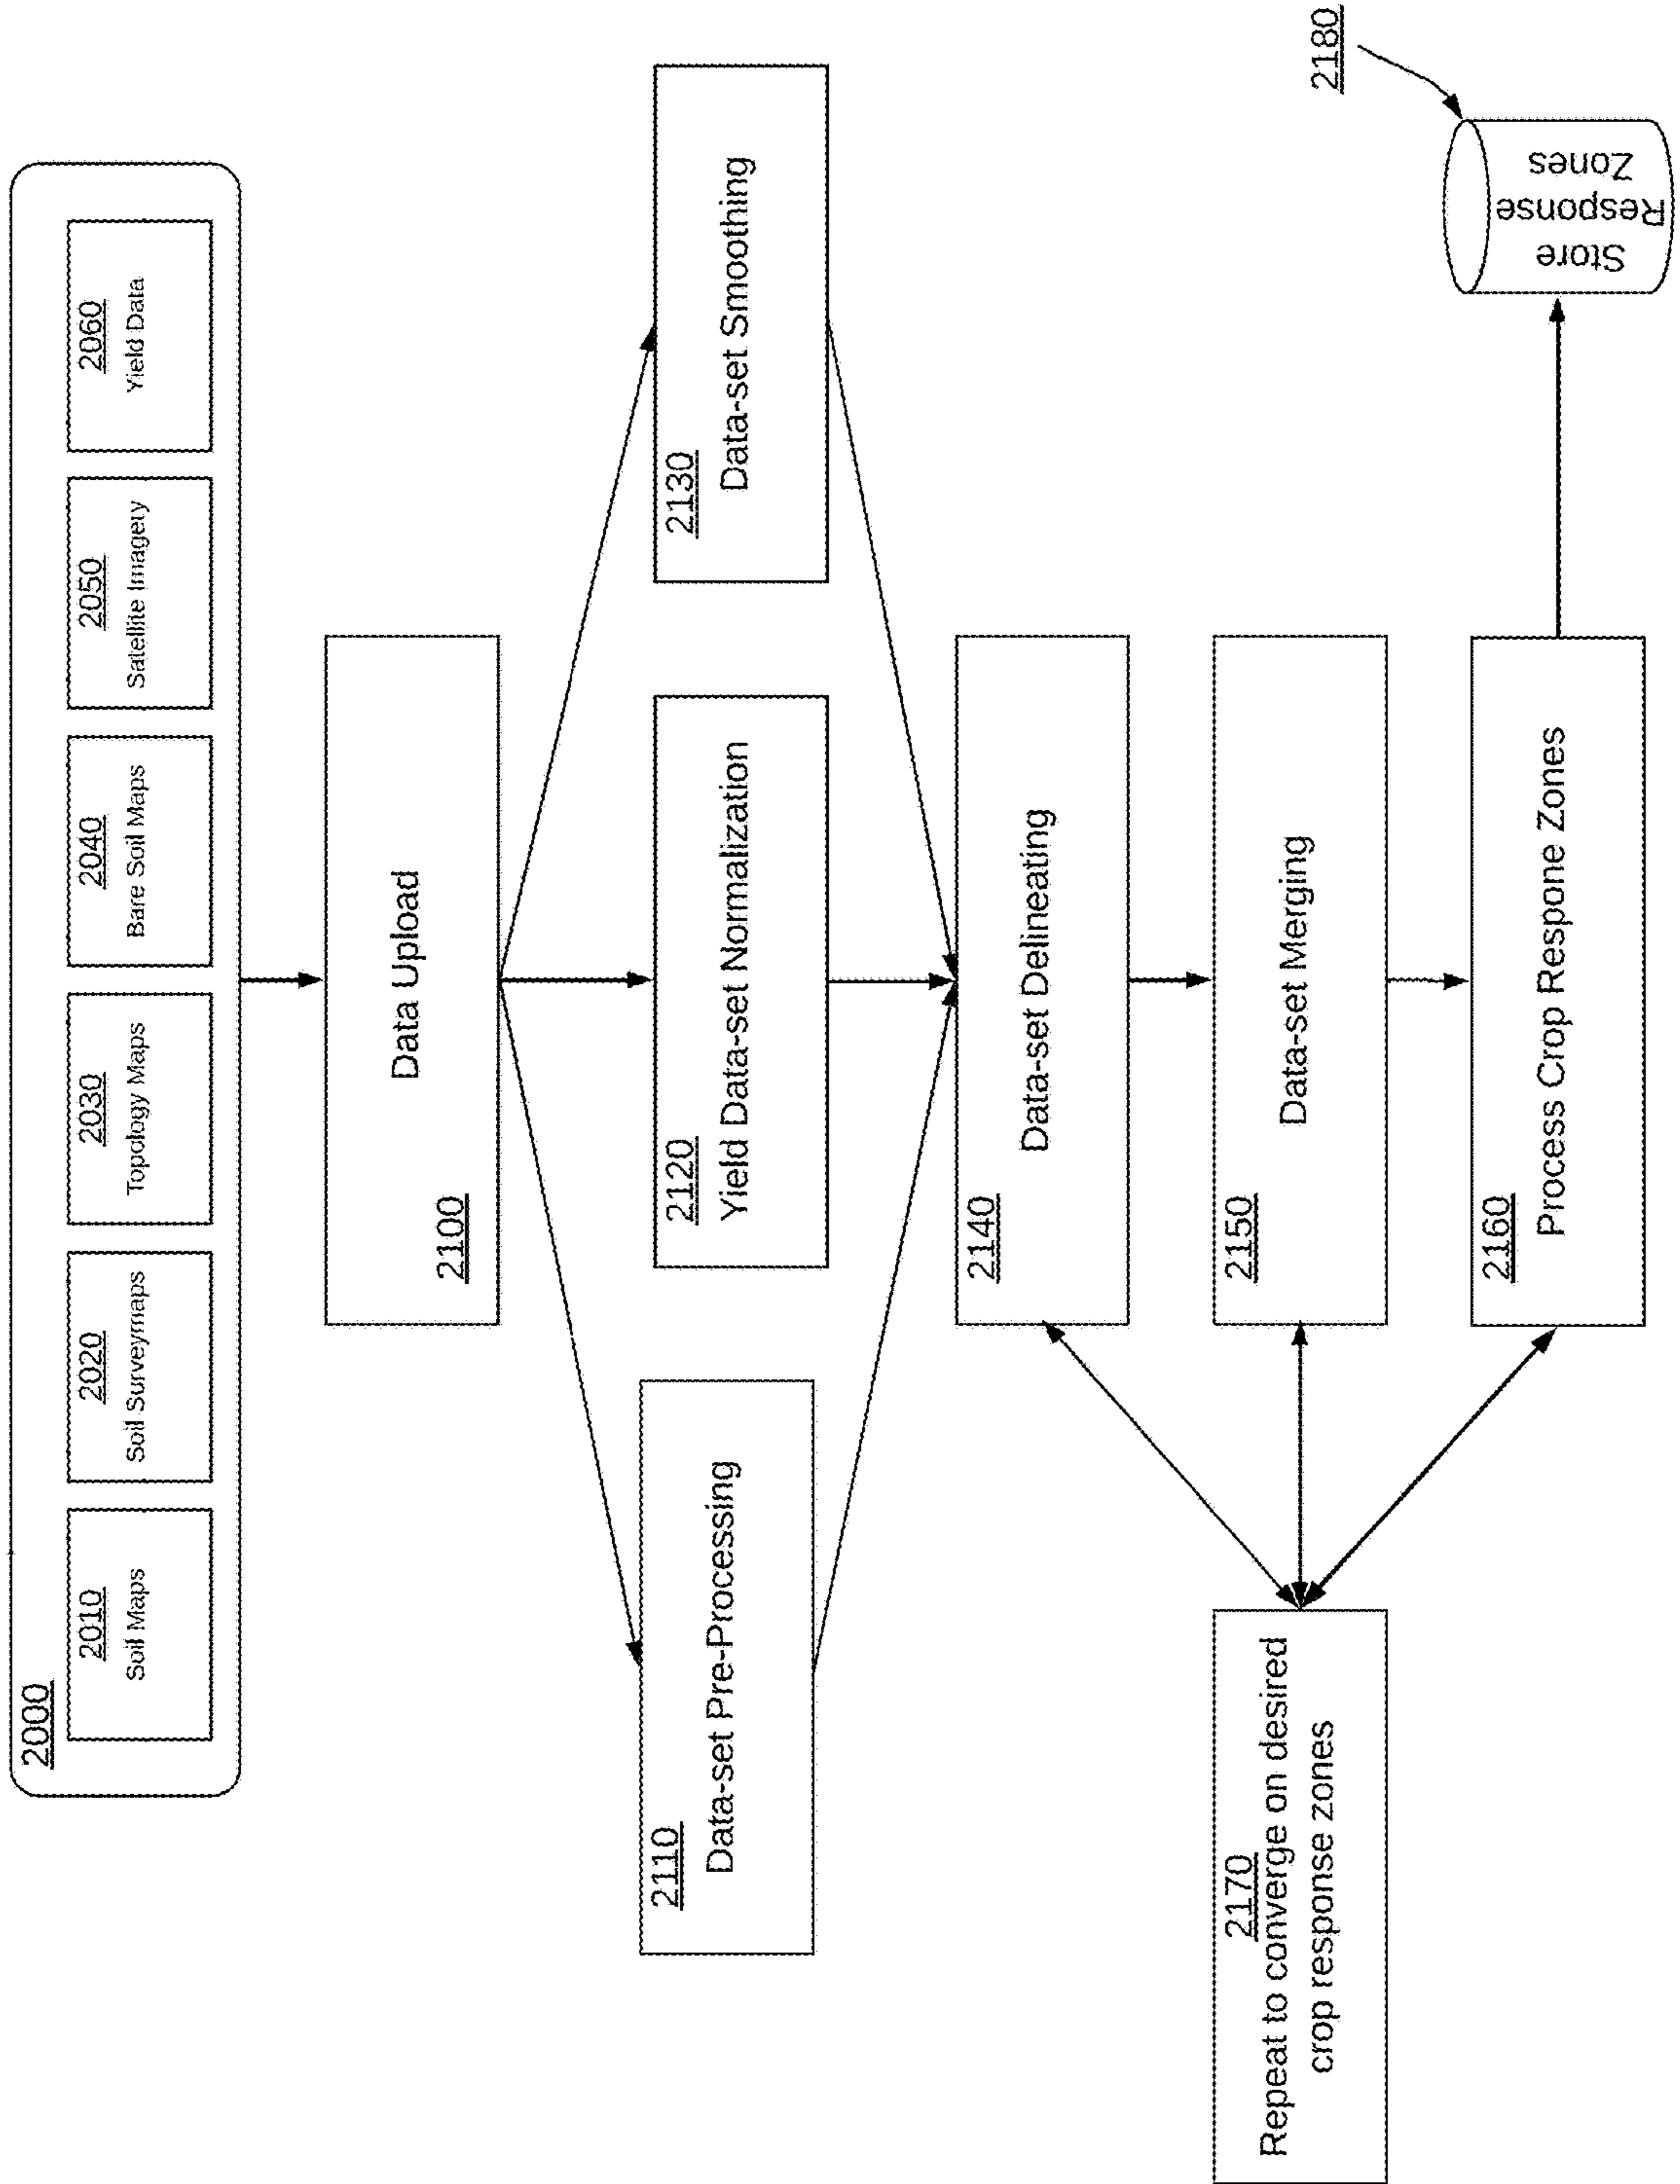 2000
2010
Soil Maps
2020
Soil Surveymaps
2030
Topology Maps
2040
Bare Soil Maps
2050
Satellite Imagery
2060
Yield Data
2100
Data Upload
2110
Data-set Pre-Processing
2120
Yield Data-set Normalization
2130
Data-set Smoothing
2140
Data-set Delineating
2150
Data-set Merging
2160
Process Crop Respone Zones
2170
Repeat to converge on desired
crop response zones
2180
Store
Response
Zones